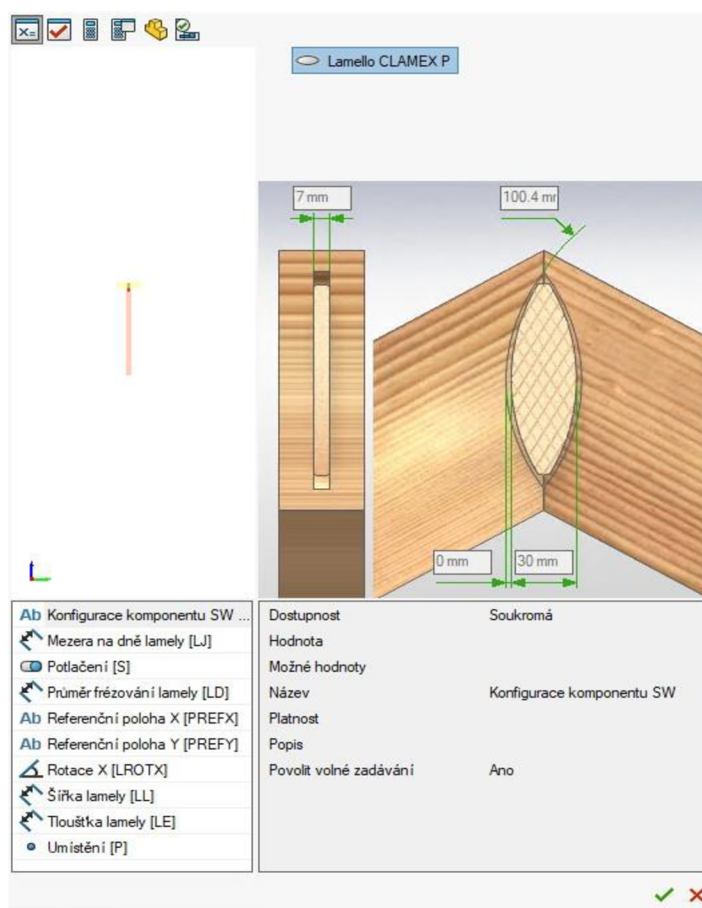 Lamello CLAMEX P
7 mm
100.4 mr
0 mm
30 mm
Ab Konfigurace komponentu SW ...
Mezera na dně lamely [LJ]
Potlačení [S]
Průměr frézování lamely [LD]
Ab Referenční poloha X [PREFX]
Ab Referenční poloha Y [PREFY]
Rotace X [LROTX]
Šířka lamely [LL]
Tloušťka lamely [LE]
Umístění [P]
Dostupnost Soukromá
Hodnota
Možné hodnoty
Název Konfigurace komponentu SW
Platnost
Popis
Povolit volné zadávání Ano